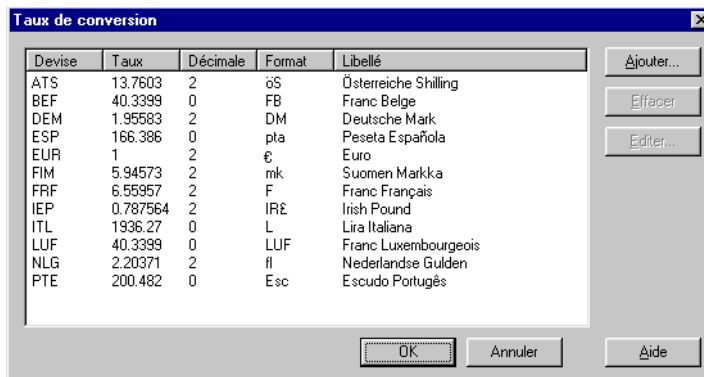 Taux de conversion
Devise Taux Décimale Format Libellé
ATS 13.7603 2 öS Österreiche Shilling
BEF 40.3399 0 FB Franc Belge
DEM 1.95583 2 DM Deutsche Mark
ESP 166.386 0 pta Peseta Española
EUR 1 2 € Euro
FIM 5.94573 2 mk Suomen Markka
FRF 6.55957 2 F Franc Français
IEP 0.787564 2 IR£ Irish Pound
ITL 1936.27 0 L Lira Italiana
LUF 40.3399 0 LUF Franc Luxembourgeois
NLG 2.20371 2 fl Nederlandse Gulden
PTE 200.482 0 Esc Escudo Portugês
Ajouter...
Effacer
Editer...
OK Annuler Aide